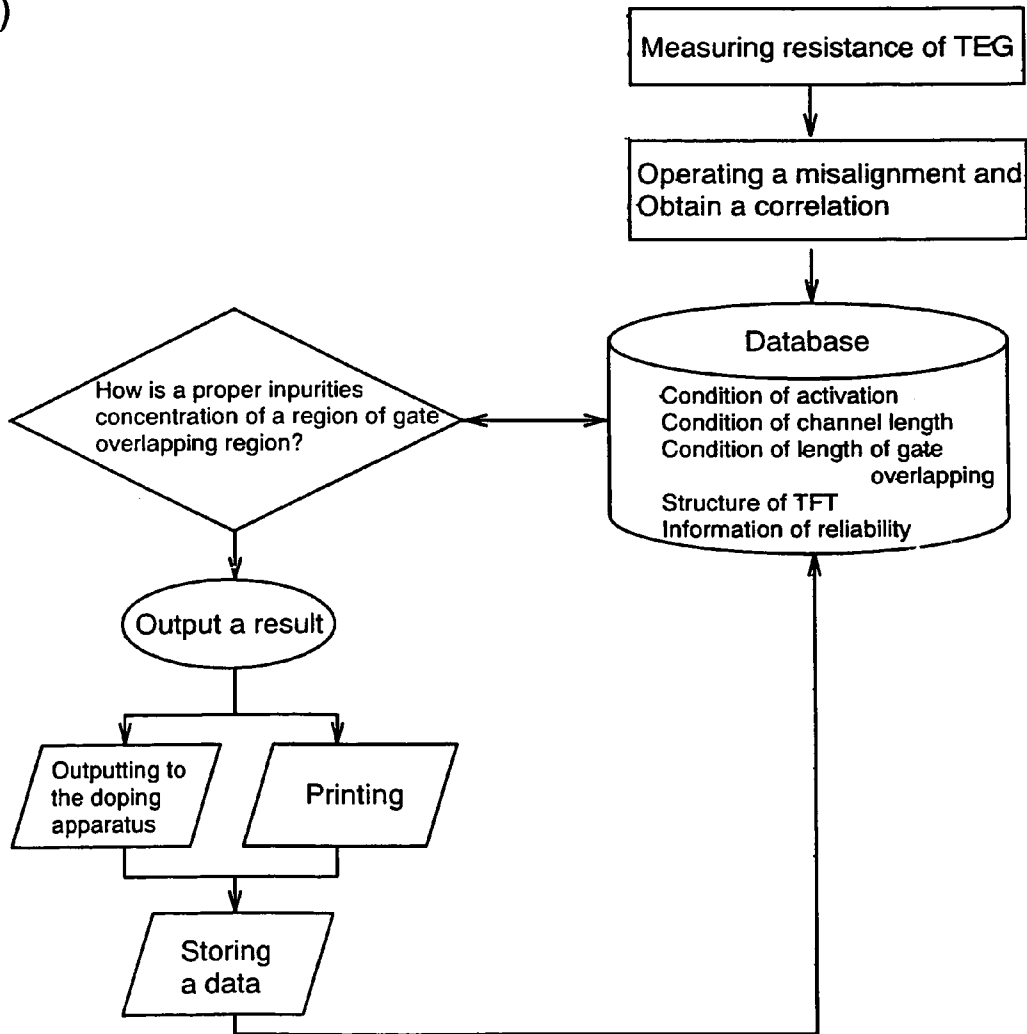 )
Measuring resistance of TEG
Operating a misalignment and
Obtain a correlation
Database
Condition of activation
Condition of channel length
Condition of length of gate
overlapping
Structure of TFT
Information of reliability
How is a proper inpurities
concentration of a region of gate
overlapping region?
Output a result
Outputting to
the doping
apparatus
Printing
Storing
a data